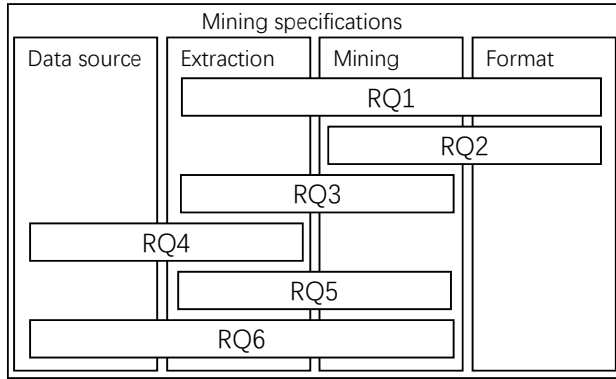 Mining specifications
Data source Extraction Mining Format
RQ1
RQ2
RQ3
RQ4
RQ5
RQ6